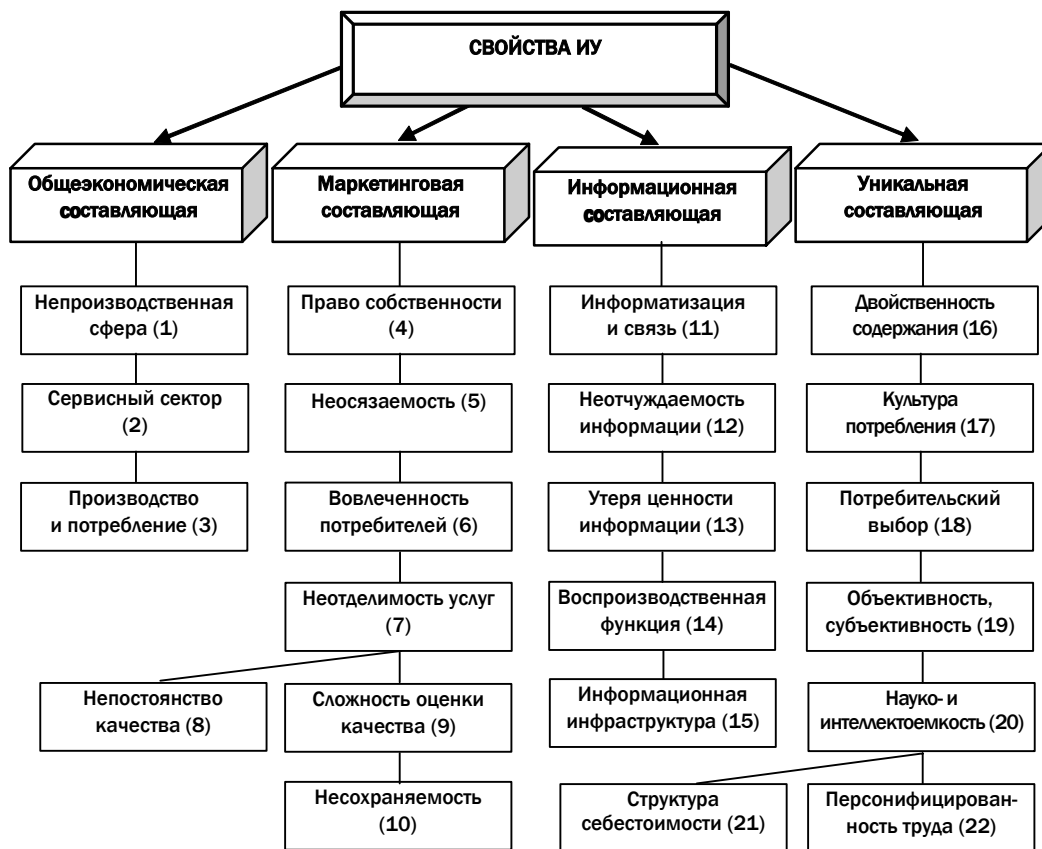 СВОЙСТВА ИУ
Общеэкономическая
составляющая
Маркетинговая
составляющая
Информационная
составляющая
Уникальная
составляющая
Непроизводственная
сфера (1)
Сервисный сектор
(2)
Производство
и потребление (3)
Право собственности
(4)
Неосязаемость (5)
Вовлеченность
потребителей (6)
Неотделимость услуг
(7)
Непостоянство
качества (8)
Сложность оценки
качества (9)
Несохраняемость
(10)
Информатизация
и связь (11)
Неотчуждаемость
информации (12)
Утеря ценности
информации (13)
Воспроизводственная
функция (14)
Информационная
инфраструктура (15)
Двойственность
содержания (16)
Культура
потребления (17)
Потребительский
выбор (18)
Объективность,
субъективность (19)
Науко- и
интеллектоемкость (20)
Структура
себестоимости (21)
Персонифицирован-
ность труда (22)